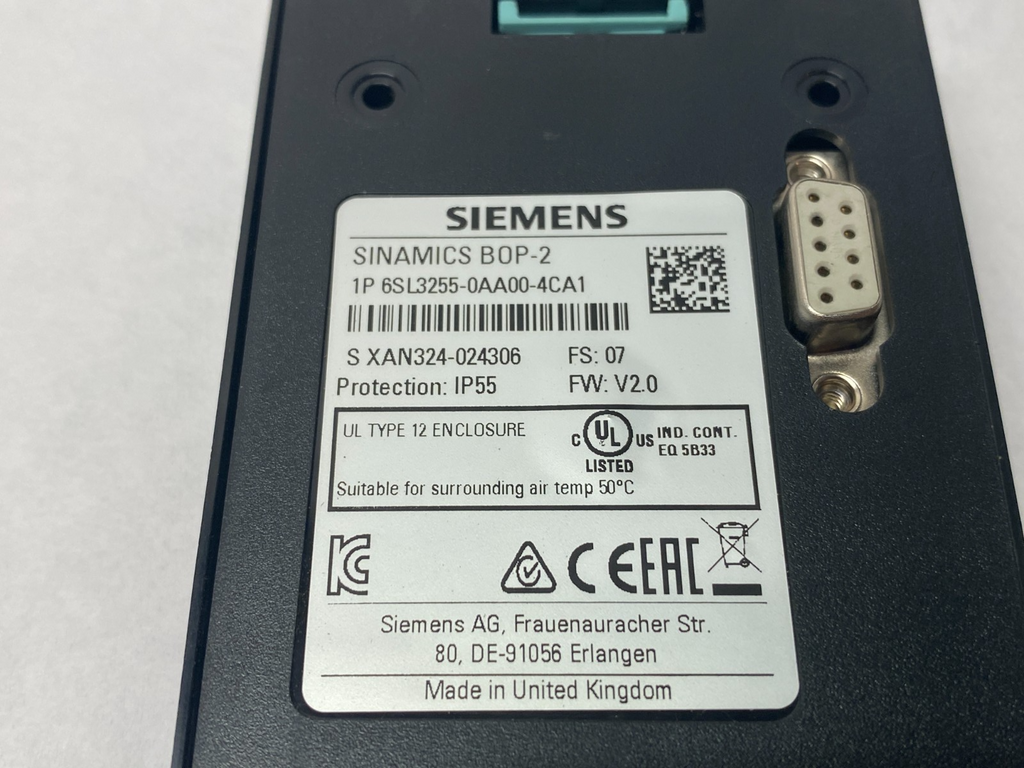 SIEMENS
SINAMICS BOP-2
1P 6SL3255-0AA00-4CA1
S XAN324-024306 FS: 07
Protection: IP55 FW: V2.0
UL TYPE 12 ENCLOSURE
C UL US IND. CONT.
EQ 5B33
LISTED
Suitable for surrounding air temp 50°C
KC CE EAC
Siemens AG, Frauenauracher Str.
80, DE-91056 Erlangen
Made in United Kingdom